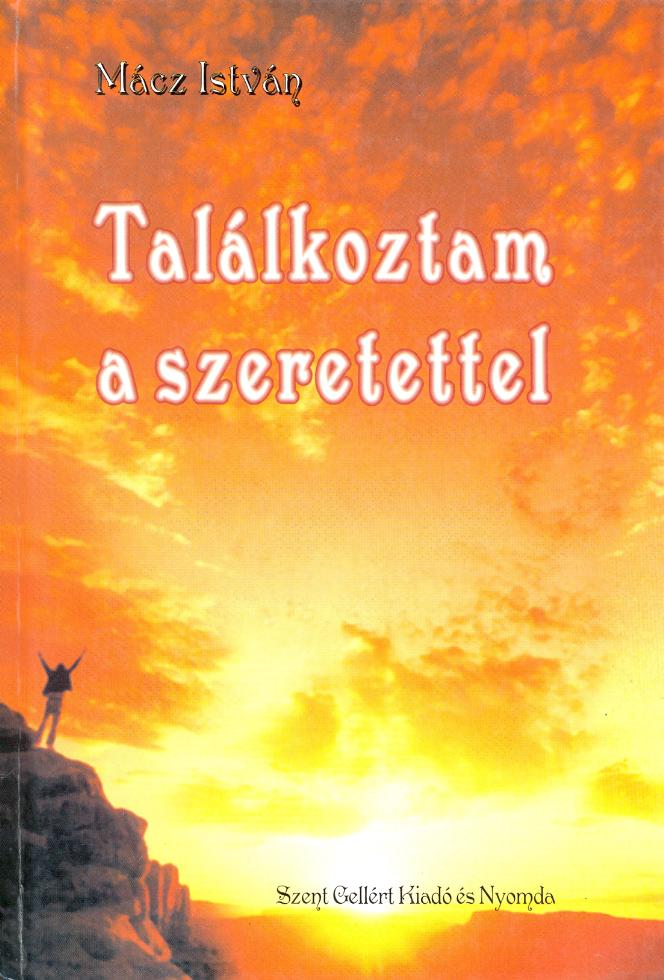 Mácz István
Találkoztam
a szeretettel
Szent Gellért Kiadó és Nyomda